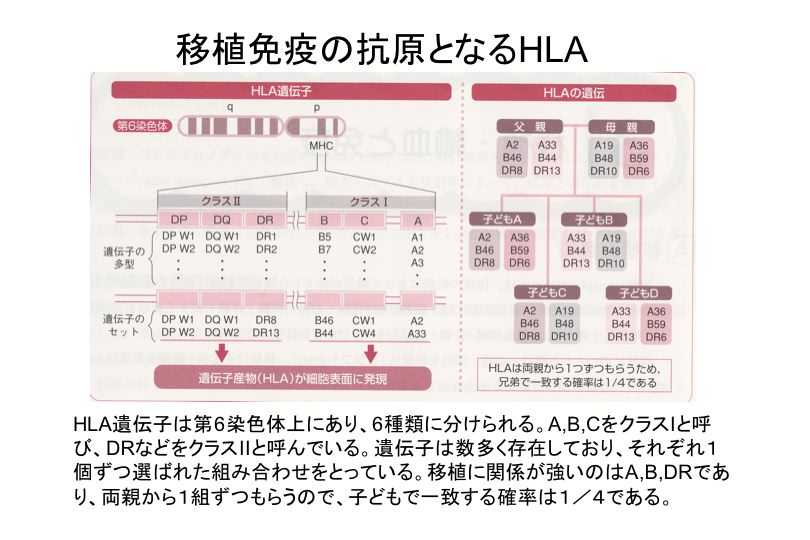 移植免疫の抗原となるHLA
HLA遺伝子
q p
第6染色体
MHC
クラスⅡ クラスⅠ
DP DQ DR B C A
遺伝子の
多型
DP W1 DQ W1 DR1 B5 CW1 A1
DP W2 DQ W2 DR2 B7 CW2 A2
A3
遺伝子の
セット
DP W1 DQ W1 DR8 B46 CW1 A2
DP W2 DQ W2 DR13 B44 CW4 A33
遺伝子産物(HLA)が細胞表面に発現
HLAの遺伝
父親 母親
A2 A33 A19 A36
B46 B44 B48 B59
DR8 DR13 DR10 DR6
子どもA 子どもB
A2 A36 A33 A19
B46 B59 B44 B48
DR8 DR6 DR13 DR10
子どもC 子どもD
A2 A19 A33 A36
B46 B48 B44 B59
DR8 DR10 DR13 DR6
HLAは両親から1つずつもらうため,
兄弟で一致する確率は1/4である
HLA遺伝子は第6染色体上にあり、6種類に分けられる。A,B,CをクラスIと呼
び、DRなどをクラスIIと呼んでいる。遺伝子は数多く存在しており、それぞれ1
個ずつ選ばれた組み合わせをとっている。移植に関係が強いのはA,B,DRであ
り、両親から1組ずつもらうので、子どもで一致する確率は1／4である。